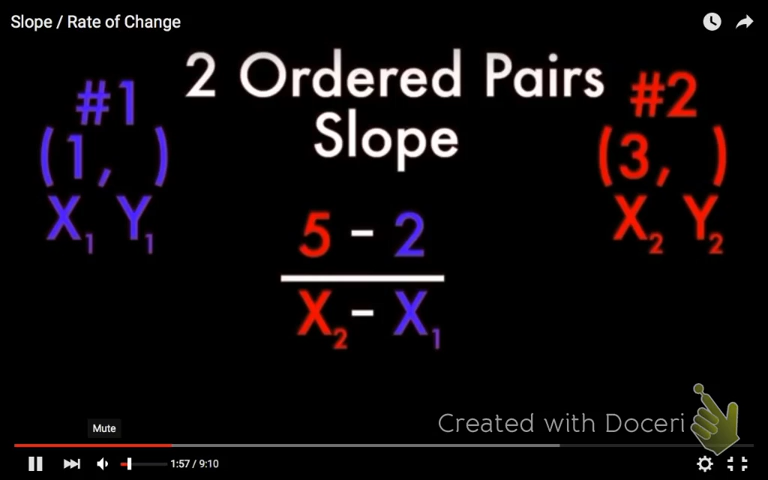 Slope / Rate of Change
2 Ordered Pairs
Slope
#1
(1, )
X₁ Y₁
#2
(3, )
X₂ Y₂
5 - 2
X₂ - X₁
Created with Doceri
Mute
1:57 / 9:10